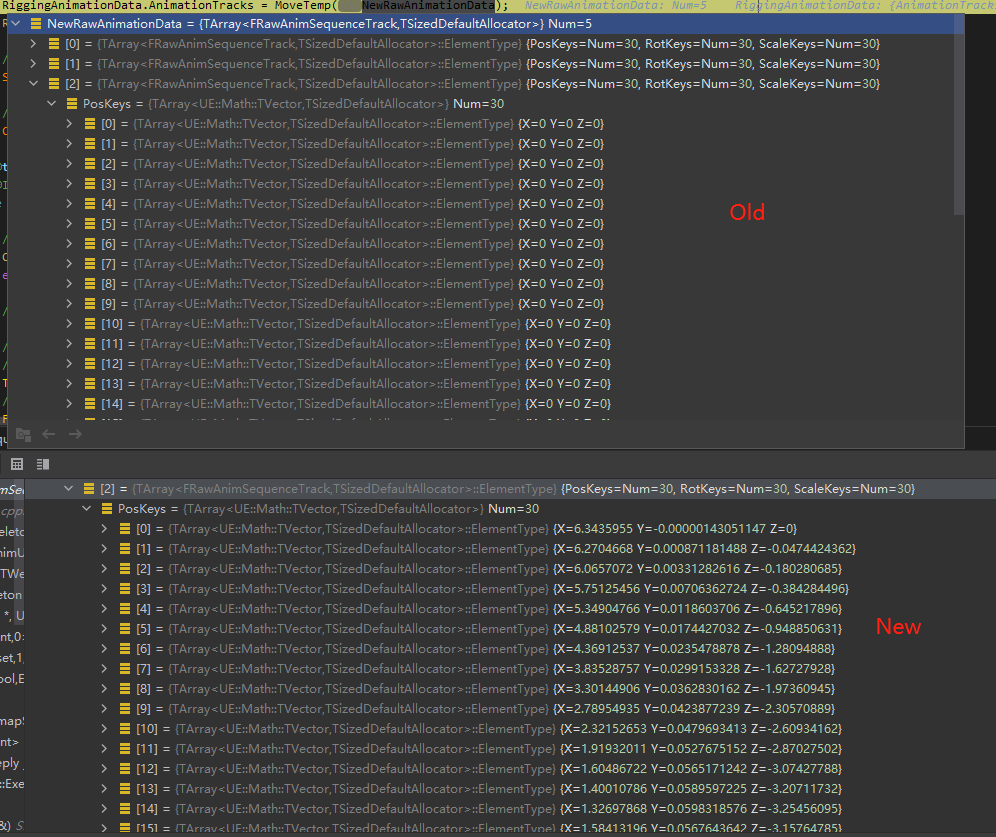 RiggingAnimationData.AnimationTracks = MoveTemp( NewRawAnimationData); NewRawAnimationData: Num=5 RiggingAnimationData: {AnimationTrack
NewRawAnimationData = {TArray<FRawAnimSequenceTrack,TSizedDefaultAllocator>} Num=5
[0] = {TArray<FRawAnimSequenceTrack,TSizedDefaultAllocator>::ElementType} {PosKeys=Num=30, RotKeys=Num=30, ScaleKeys=Num=30}
[1] = {TArray<FRawAnimSequenceTrack,TSizedDefaultAllocator>::ElementType} {PosKeys=Num=30, RotKeys=Num=30, ScaleKeys=Num=30}
[2] = {TArray<FRawAnimSequenceTrack,TSizedDefaultAllocator>::ElementType} {PosKeys=Num=30, RotKeys=Num=30, ScaleKeys=Num=30}
PosKeys = {TArray<UE::Math::TVector,TSizedDefaultAllocator>} Num=30
[0] = {TArray<UE::Math::TVector,TSizedDefaultAllocator>::ElementType} {X=0 Y=0 Z=0}
[1] = {TArray<UE::Math::TVector,TSizedDefaultAllocator>::ElementType} {X=0 Y=0 Z=0}
[2] = {TArray<UE::Math::TVector,TSizedDefaultAllocator>::ElementType} {X=0 Y=0 Z=0}
[3] = {TArray<UE::Math::TVector,TSizedDefaultAllocator>::ElementType} {X=0 Y=0 Z=0}
[4] = {TArray<UE::Math::TVector,TSizedDefaultAllocator>::ElementType} {X=0 Y=0 Z=0}
Old
[5] = {TArray<UE::Math::TVector,TSizedDefaultAllocator>::ElementType} {X=0 Y=0 Z=0}
[6] = {TArray<UE::Math::TVector,TSizedDefaultAllocator>::ElementType} {X=0 Y=0 Z=0}
[7] = {TArray<UE::Math::TVector,TSizedDefaultAllocator>::ElementType} {X=0 Y=0 Z=0}
[8] = {TArray<UE::Math::TVector,TSizedDefaultAllocator>::ElementType} {X=0 Y=0 Z=0}
[9] = {TArray<UE::Math::TVector,TSizedDefaultAllocator>::ElementType} {X=0 Y=0 Z=0}
[10] = {TArray<UE::Math::TVector,TSizedDefaultAllocator>::ElementType} {X=0 Y=0 Z=0}
[11] = {TArray<UE::Math::TVector,TSizedDefaultAllocator>::ElementType} {X=0 Y=0 Z=0}
[12] = {TArray<UE::Math::TVector,TSizedDefaultAllocator>::ElementType} {X=0 Y=0 Z=0}
[13] = {TArray<UE::Math::TVector,TSizedDefaultAllocator>::ElementType} {X=0 Y=0 Z=0}
[14] = {TArray<UE::Math::TVector,TSizedDefaultAllocator>::ElementType} {X=0 Y=0 Z=0}
[2] = {TArray<FRawAnimSequenceTrack,TSizedDefaultAllocator>::ElementType} {PosKeys=Num=30, RotKeys=Num=30, ScaleKeys=Num=30}
PosKeys = {TArray<UE::Math::TVector,TSizedDefaultAllocator>} Num=30
[0] = {TArray<UE::Math::TVector,TSizedDefaultAllocator>::ElementType} {X=6.3435955 Y=-0.00000143051147 Z=0}
[1] = {TArray<UE::Math::TVector,TSizedDefaultAllocator>::ElementType} {X=6.2704668 Y=0.000871181488 Z=-0.0474424362}
[2] = {TArray<UE::Math::TVector,TSizedDefaultAllocator>::ElementType} {X=6.0657072 Y=0.00331282616 Z=-0.180280685}
[3] = {TArray<UE::Math::TVector,TSizedDefaultAllocator>::ElementType} {X=5.75125456 Y=0.00706362724 Z=-0.384284496}
[4] = {TArray<UE::Math::TVector,TSizedDefaultAllocator>::ElementType} {X=5.34904766 Y=0.0118603706 Z=-0.645217896}
[5] = {TArray<UE::Math::TVector,TSizedDefaultAllocator>::ElementType} {X=4.88102579 Y=0.0174427032 Z=-0.948850631}
New
[6] = {TArray<UE::Math::TVector,TSizedDefaultAllocator>::ElementType} {X=4.36912537 Y=0.0235478878 Z=-1.28094888}
[7] = {TArray<UE::Math::TVector,TSizedDefaultAllocator>::ElementType} {X=3.83528757 Y=0.0299153328 Z=-1.62727928}
[8] = {TArray<UE::Math::TVector,TSizedDefaultAllocator>::ElementType} {X=3.30144906 Y=0.0362830162 Z=-1.97360945}
[9] = {TArray<UE::Math::TVector,TSizedDefaultAllocator>::ElementType} {X=2.78954935 Y=0.0423877239 Z=-2.30570889}
[10] = {TArray<UE::Math::TVector,TSizedDefaultAllocator>::ElementType} {X=2.32152653 Y=0.0479693413 Z=-2.60934162}
[11] = {TArray<UE::Math::TVector,TSizedDefaultAllocator>::ElementType} {X=1.91932011 Y=0.0527675152 Z=-2.87027502}
[12] = {TArray<UE::Math::TVector,TSizedDefaultAllocator>::ElementType} {X=1.60486722 Y=0.0565171242 Z=-3.07427788}
[13] = {TArray<UE::Math::TVector,TSizedDefaultAllocator>::ElementType} {X=1.40010786 Y=0.0589597225 Z=-3.20711732}
[14] = {TArray<UE::Math::TVector,TSizedDefaultAllocator>::ElementType} {X=1.32697868 Y=0.0598318576 Z=-3.25456095}
[15] = {TArray<UE::Math::TVector,TSizedDefaultAllocator>::ElementType} {X=1.58413196 Y=0.0567643642 Z=-3.15764785}